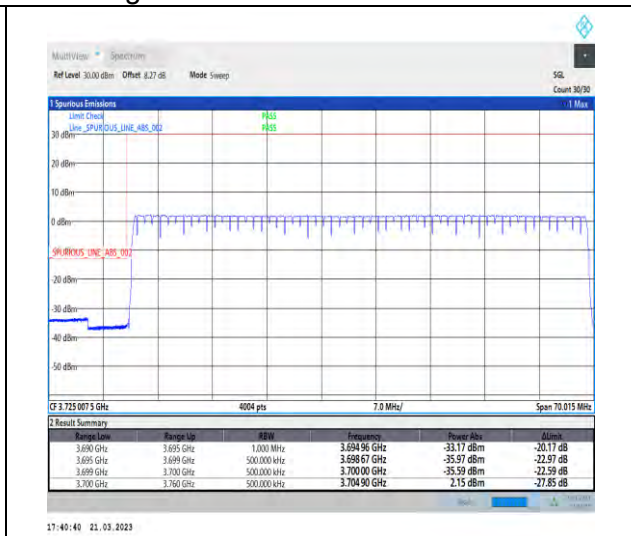 MultiView Spectrum
Ref Level 30.00 dBm Offset 8.27 dB Mode Sweep SGL
Count 30/30
1 Spurious Emissions 1 Max
Limit Check PASS
Line _SPURIOUS_LINE_ABS_002 PASS
30 dBm
20 dBm
10 dBm
0 dBm
_SPURIOUS_LINE_ABS_002
-20 dBm
-30 dBm
-40 dBm
-50 dBm
CF 3.725 007 5 GHz 4004 pts 7.0 MHz/ Span 70.015 MHz
2 Result Summary
Range Low Range Up RBW Frequency Power Abs ΔLimit
3.690 GHz 3.695 GHz 1.000 MHz 3.694 96 GHz -33.17 dBm -20.17 dB
3.695 GHz 3.699 GHz 500.000 kHz 3.698 67 GHz -35.97 dBm -22.97 dB
3.699 GHz 3.700 GHz 500.000 kHz 3.700 00 GHz -35.59 dBm -22.59 dB
3.700 GHz 3.760 GHz 500.000 kHz 3.704 90 GHz 2.15 dBm -27.85 dB
17:40:40 21.03.2023